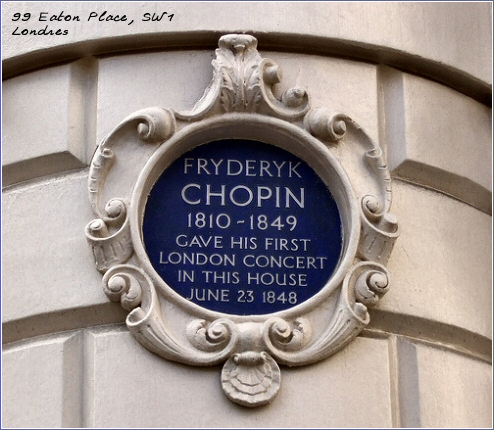 99 Eaton Place, SW1
Londres
FRYDERYK
CHOPIN
1810-1849
GAVE HIS FIRST
LONDON CONCERT
IN THIS HOUSE
JUNE 23 1848